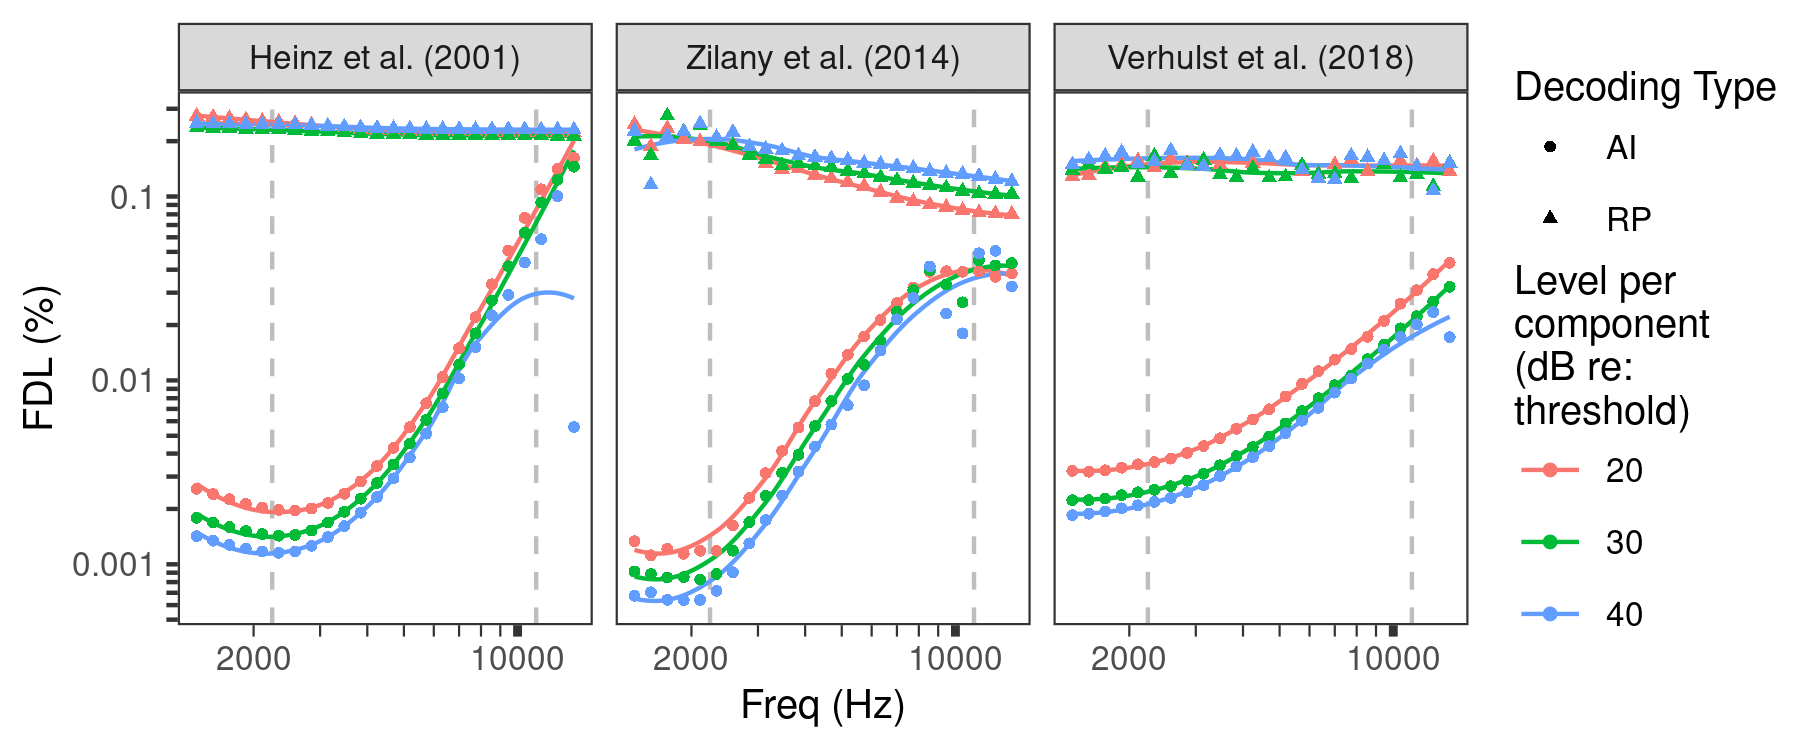 Heinz et al. (2001)
Zilany et al. (2014)
Verhulst et al. (2018)
FDL (%)
0.1
0.01
0.001
2000
10000
2000
10000
2000
10000
Freq (Hz)
Decoding Type
AI
RP
Level per
component
(dB re:
threshold)
20
30
40